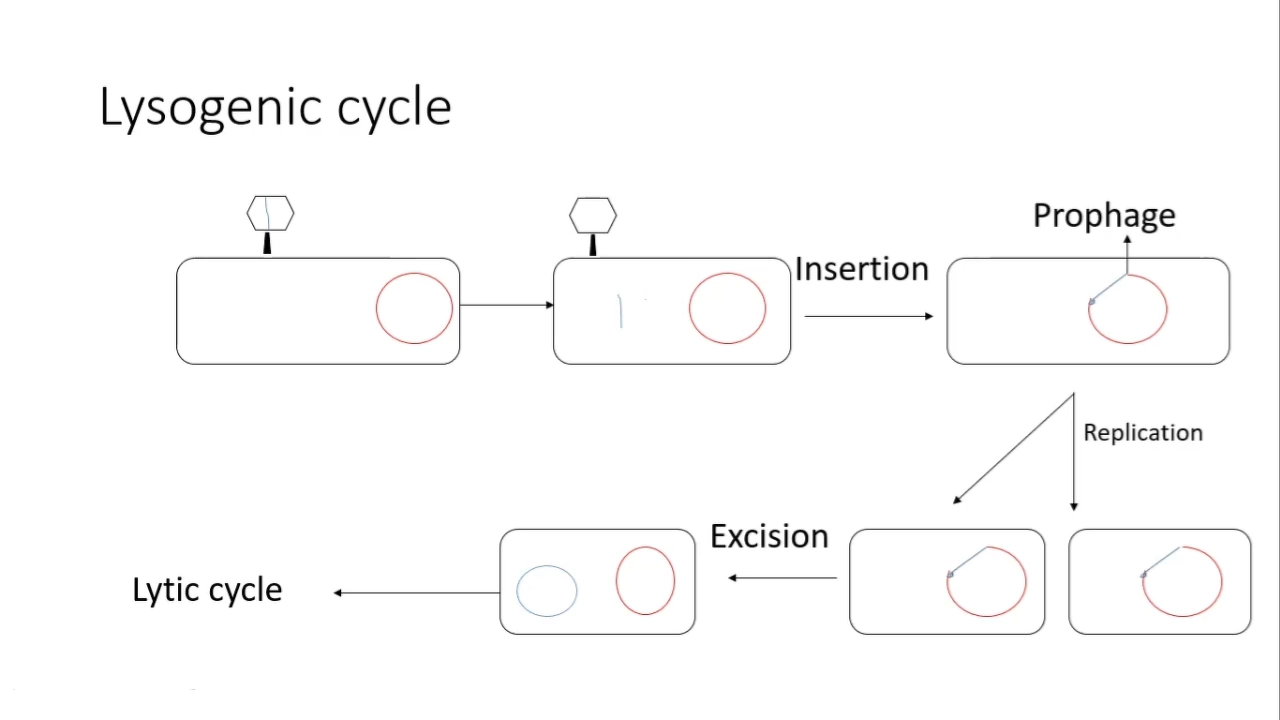 Lysogenic cycle
Prophage
Insertion
Replication
Excision
Lytic cycle